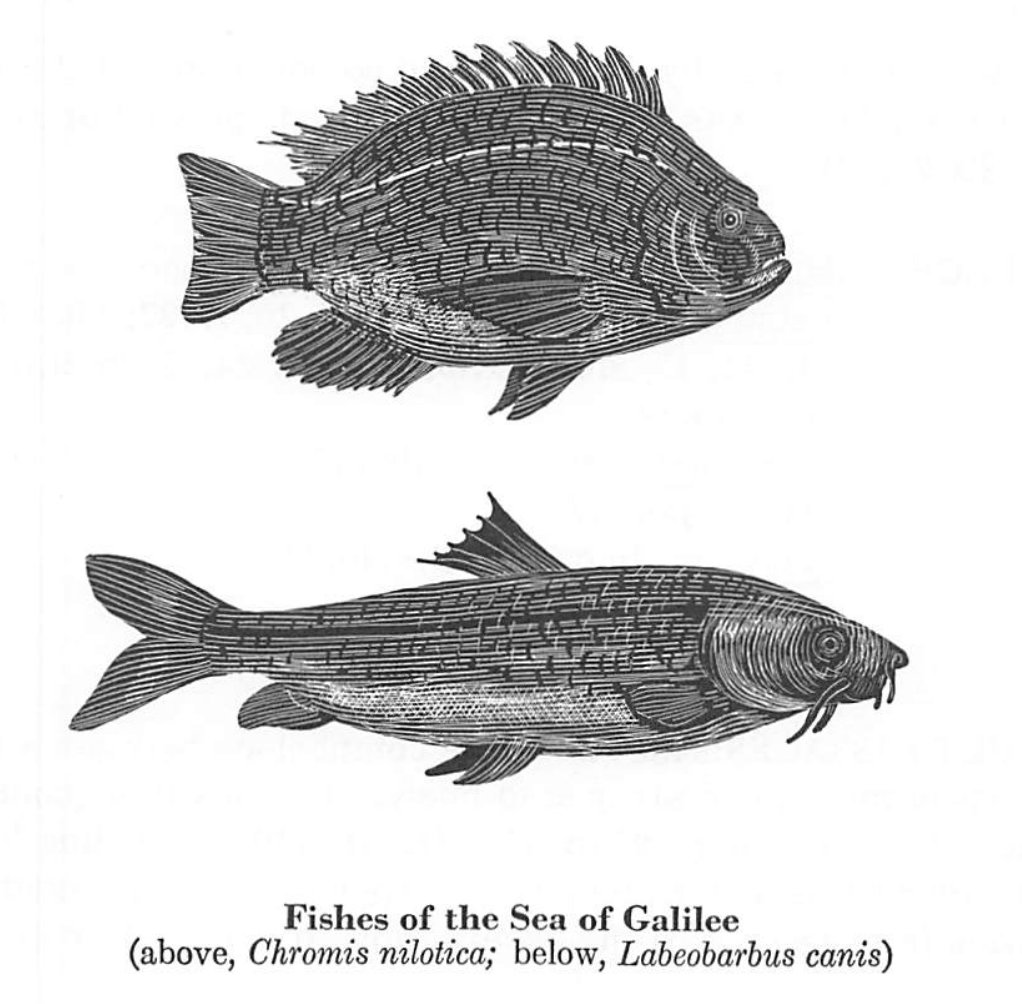 Fishes of the Sea of Galilee
(above, Chromis nilotica; below, Labeobarbus canis)